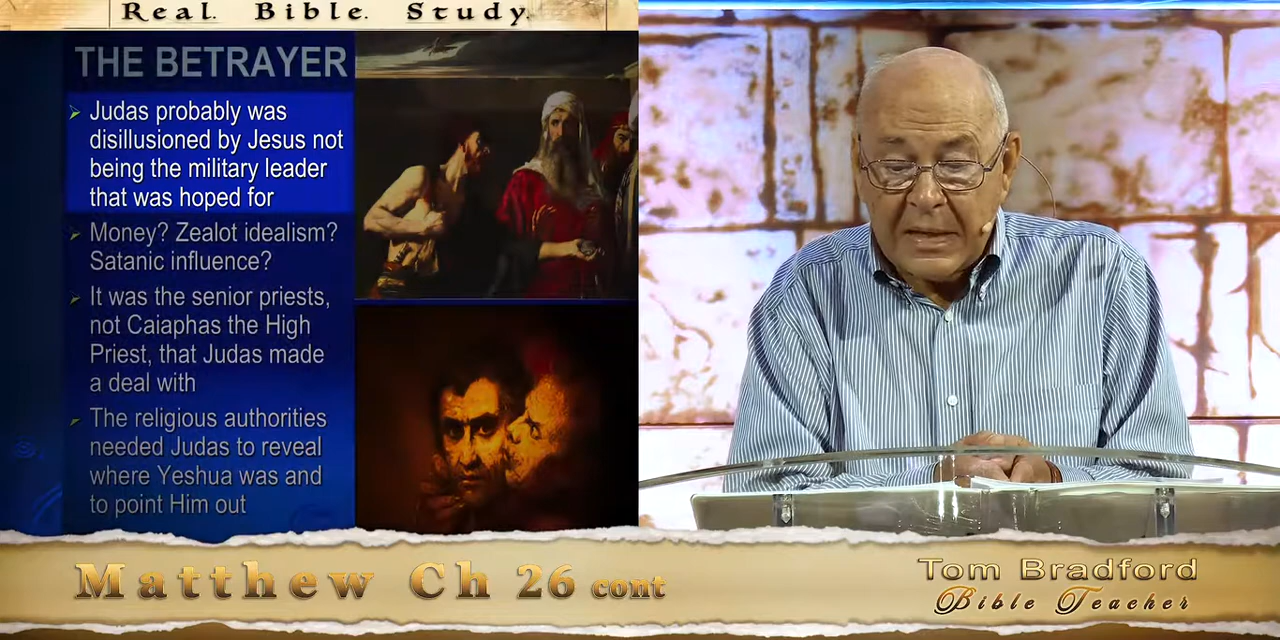 Real. Bible. Study.
THE BETRAYER
Judas probably was
disillusioned by Jesus not
being the military leader
that was hoped for
Money? Zealot idealism?
Satanic influence?
It was the senior priests,
not Caiaphas the High
Priest, that Judas made
a deal with
The religious authorities
needed Judas to reveal
where Yeshua was and
to point Him out
Matthew Ch 26 cont
Tom Bradford
Bible Teacher